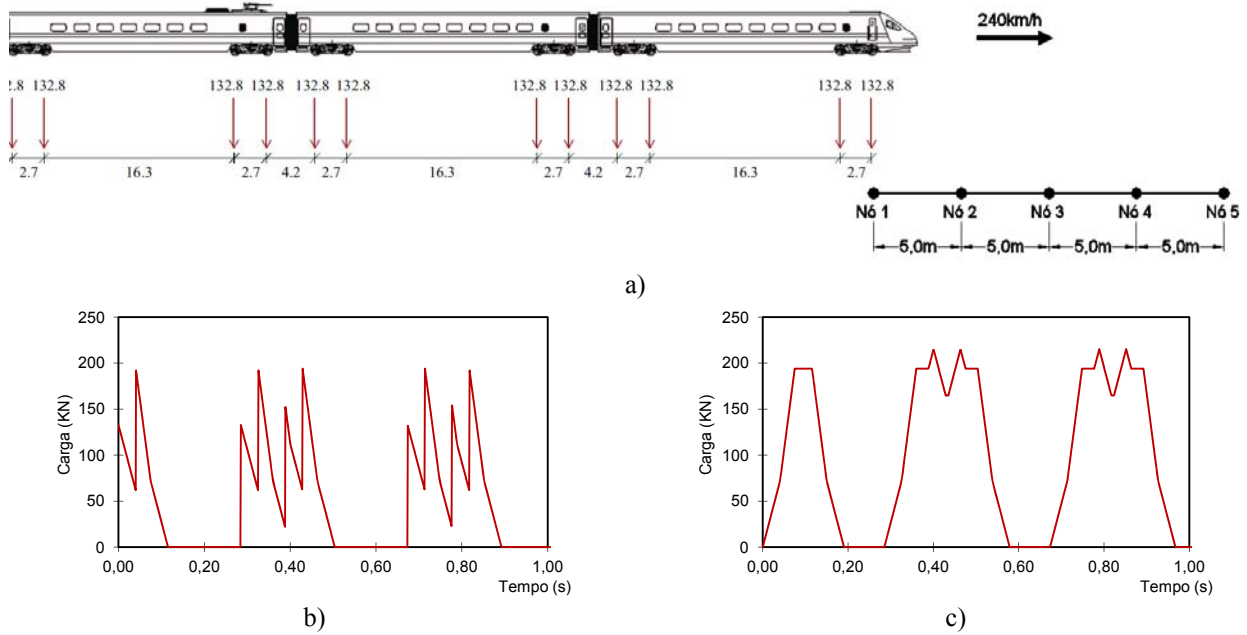 240km/h
2.8 132.8 132.8 132.8 132.8 132.8 132.8 132.8 132.8 132.8 132.8 132.8
2.7 16.3 2.7 4.2 2.7 16.3 2.7 4.2 2.7 16.3 2.7
Nó 1 Nó 2 Nó 3 Nó 4 Nó 5
5,0m 5,0m 5,0m 5,0m
a)
Carga (KN)
250
200
150
100
50
0
0,00 0,20 0,40 0,60 0,80 1,00
Tempo (s)
b)
Carga (KN)
250
200
150
100
50
0
0,00 0,20 0,40 0,60 0,80 1,00
Tempo (s)
c)